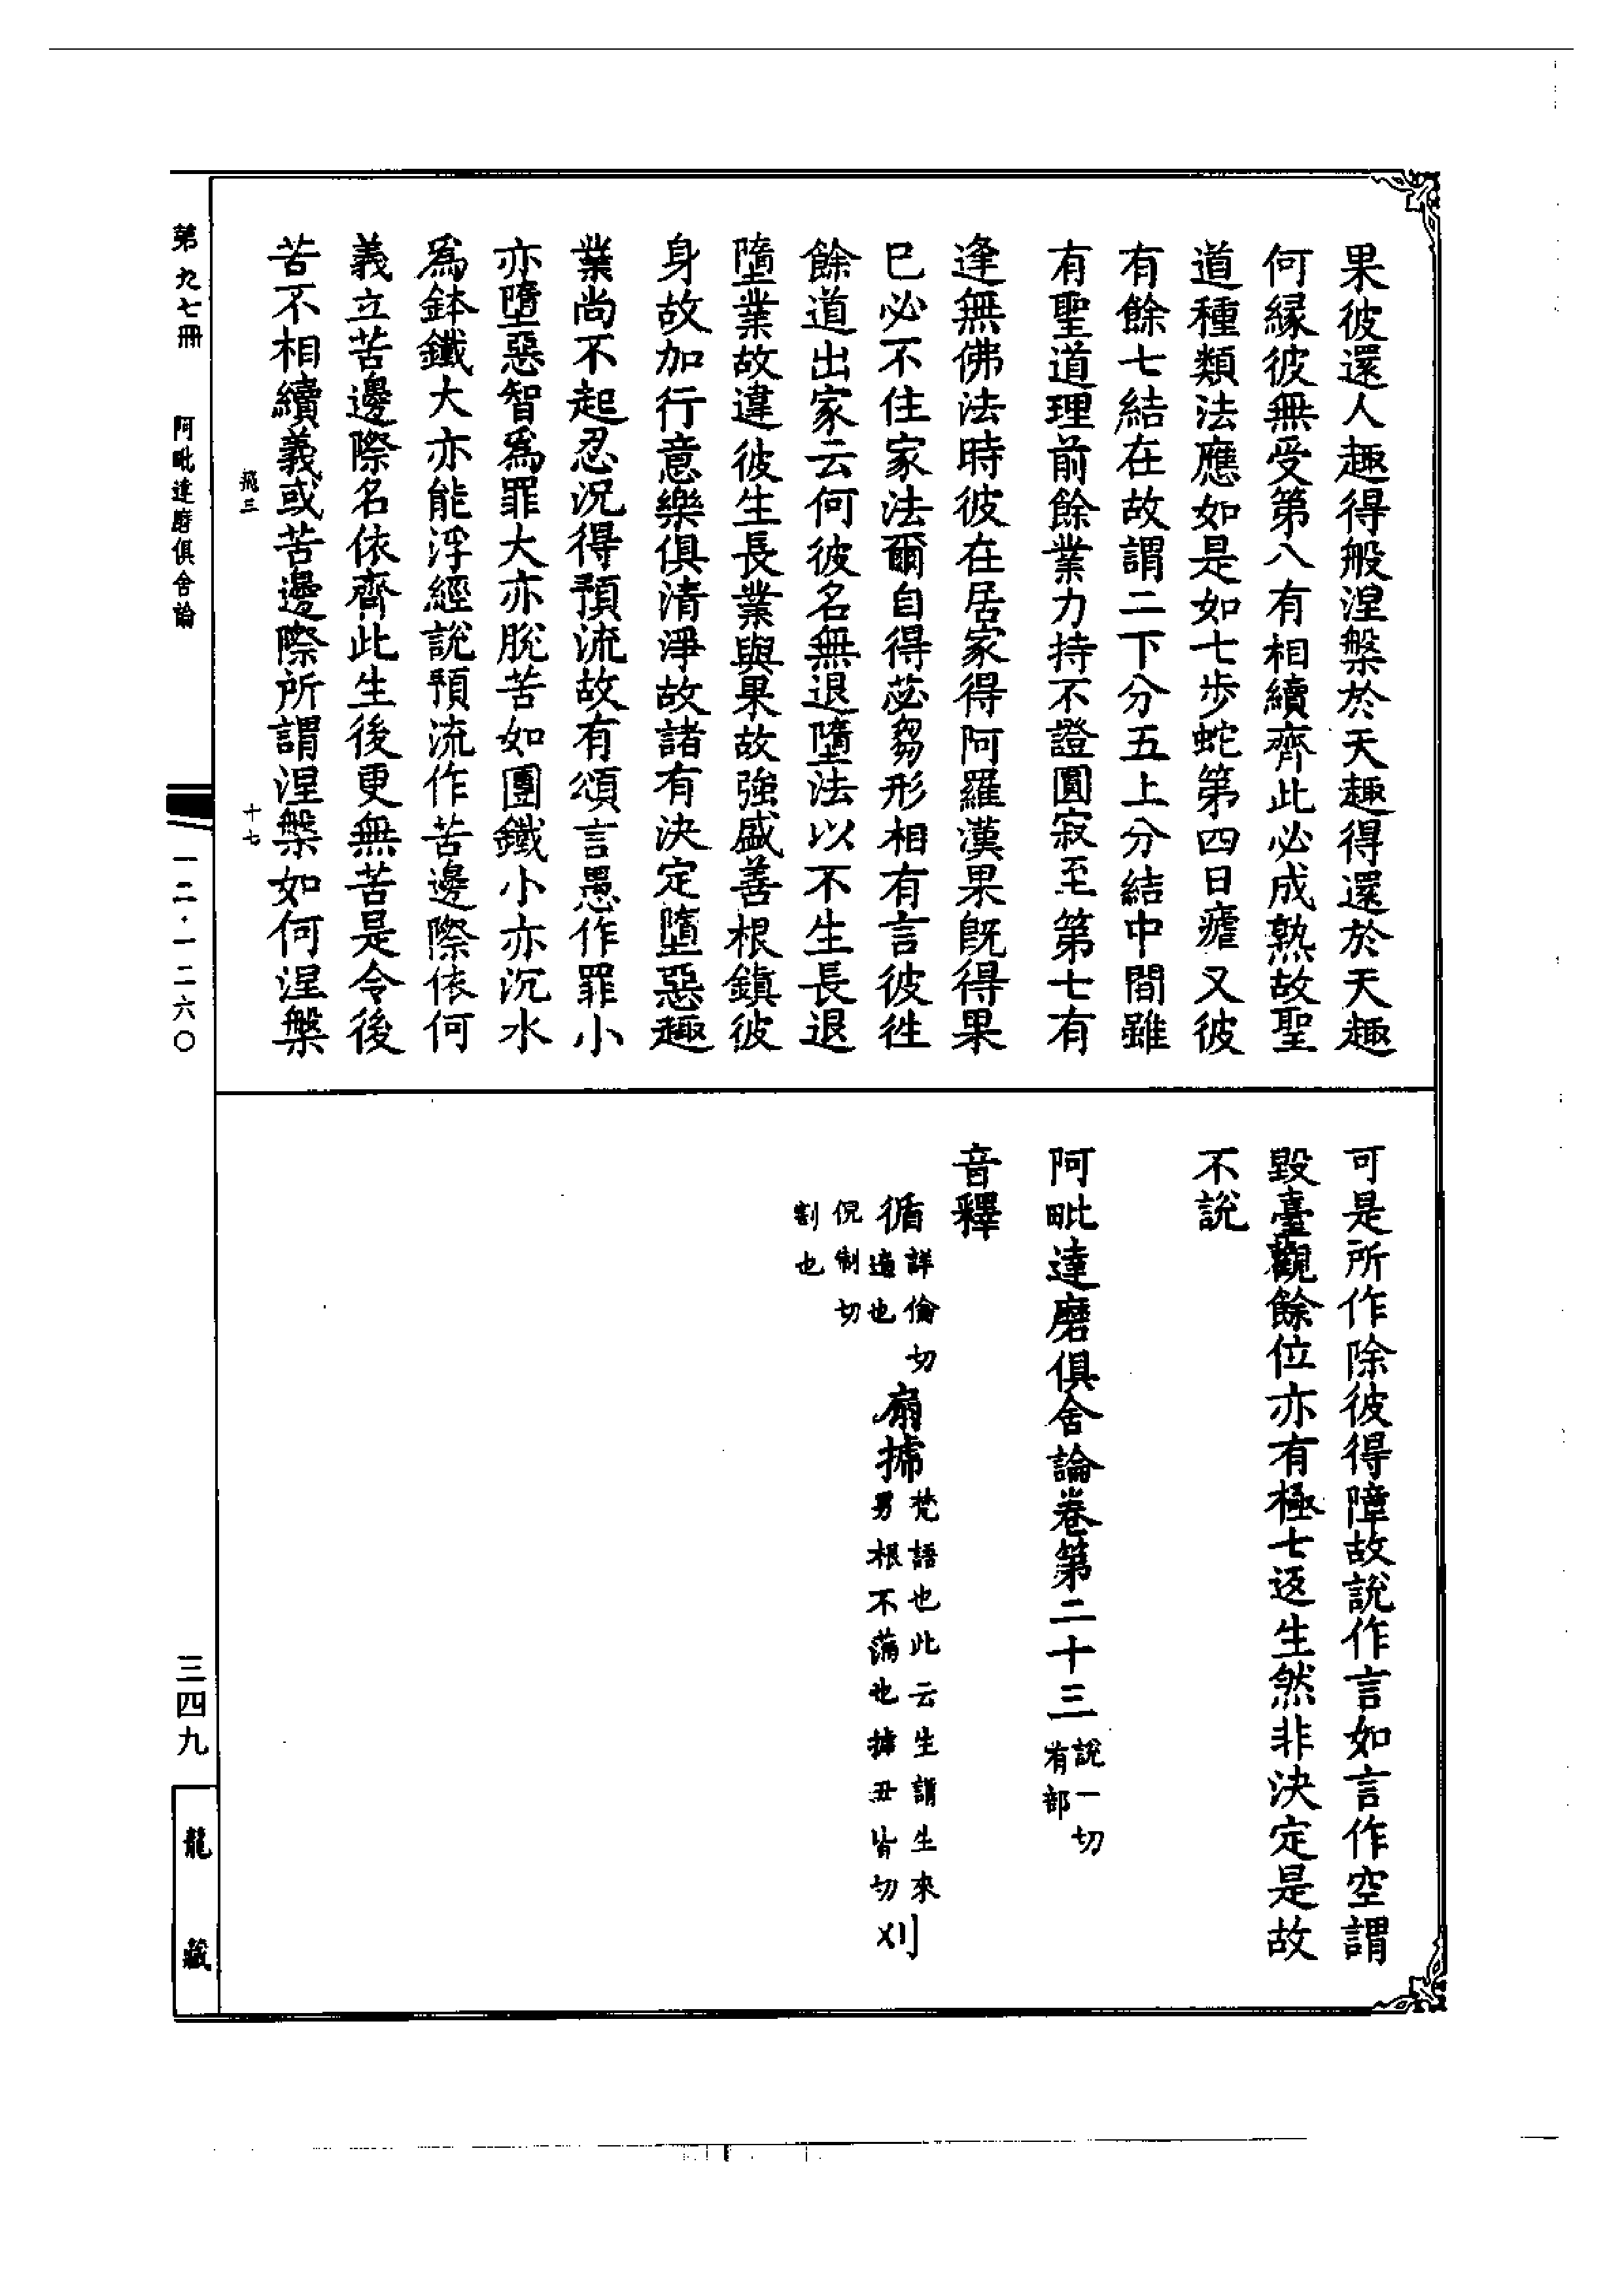 果彼還人趣得般涅槃於天趣得還於天趣
何緣彼無受第八有相續齊此必成熟故聖
道種類法應如是如七步蛇第四日瘧又彼
有餘七結在故謂二下分五上分結中間雖
有聖道理前餘業力持不證圓寂至第七有
逢無佛法時彼在居家得阿羅漢果既得果
已必不住家法爾自得苾芻形相有言彼往
餘道出家云何彼名無退墮法以不生長退
墮業故違彼生長業與果故強盛善根鎮彼
身故加行意樂俱清淨故諸有決定墮惡趣
業尚不起忍況得預流故有頌言愚作罪小
亦墮惡智為罪大亦脫苦如團鐵小亦沉水
為鉢鐵大亦能浮經說預流作苦邊際依何
義立苦邊際名依齊此生後更無苦是令後
苦不相續義或苦邊際所謂涅槃如何涅槃
飛三
十七
可是所作除彼得障故說作言如言作空謂
毀臺觀餘位亦有極七返生然非決定是故
不說
阿毗達磨俱舍論卷第二十三說一切有部
音釋
循詳倫切遶也
扇搋梵語也此云生謂生來男根不滿也搋丑皆切
刈倪制切割也
第九七冊
阿毗達磨俱舍論
一二·一二六〇
三四九
龍藏